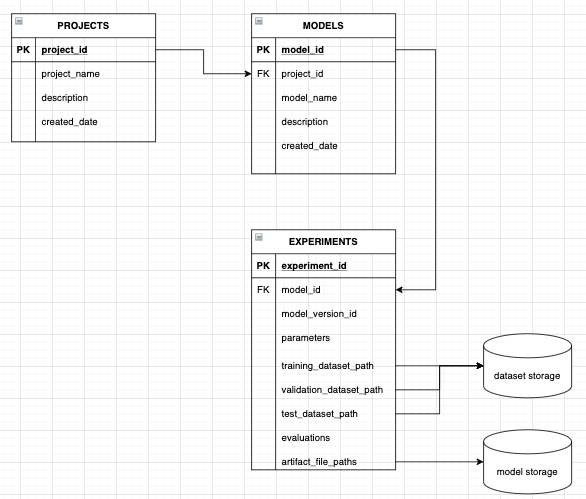 PROJECTS
PK project_id
project_name
description
created_date
MODELS
PK model_id
FK project_id
model_name
description
created_date
EXPERIMENTS
PK experiment_id
FK model_id
model_version_id
parameters
training_dataset_path
validation_dataset_path
test_dataset_path
evaluations
artifact_file_paths
dataset storage
model storage